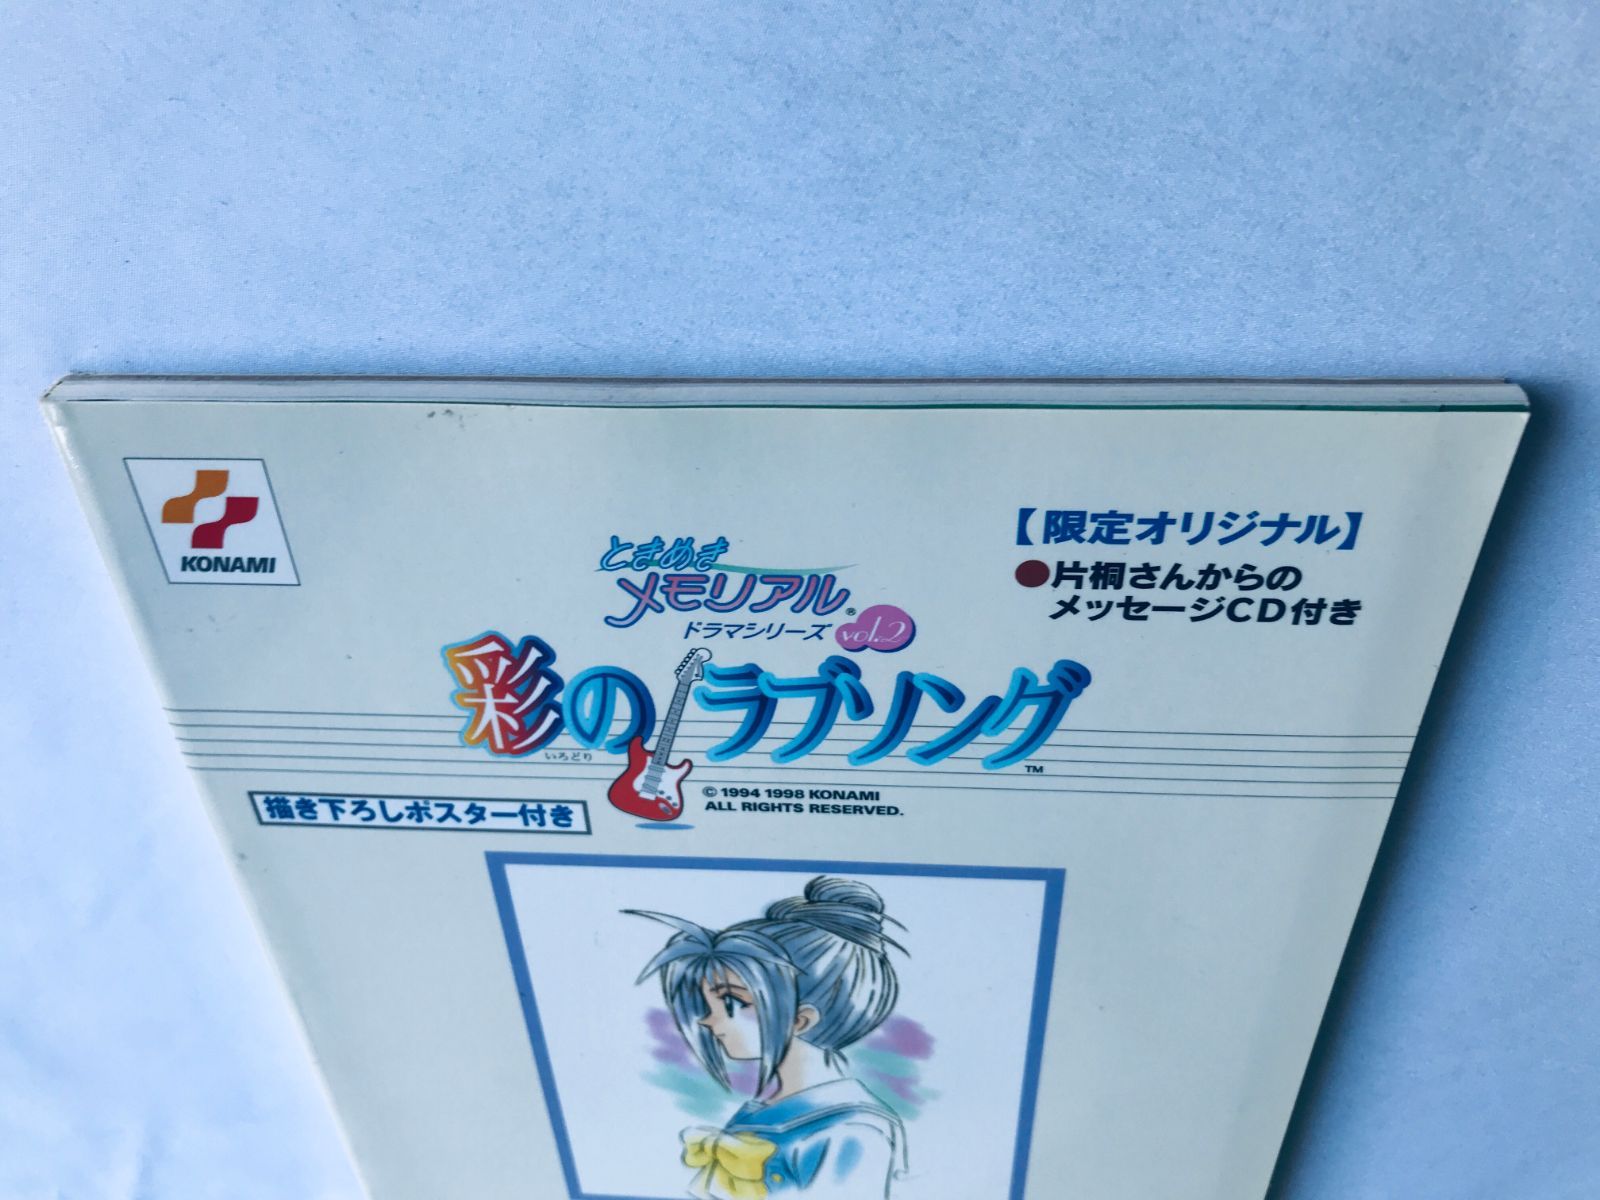 KONAMI
【限定オリジナル】
●片桐さんからの
メッセージCD付き
ときめき
メモリアル®
ドラマシリーズ vol.2
彩のラブソング™
いろどり
© 1994 1998 KONAMI
ALL RIGHTS RESERVED.
描き下ろしポスター付き